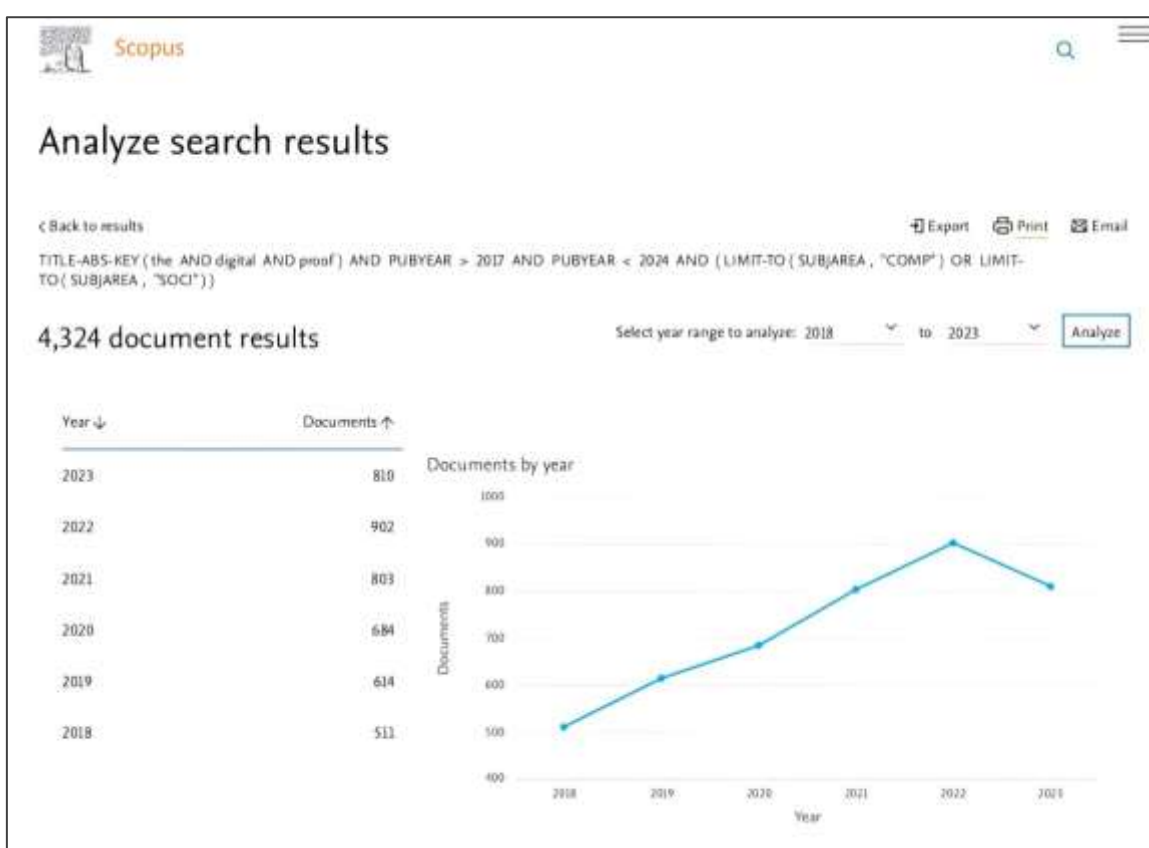 Scopus
Analyze search results
< Back to results
Export Print Email
TITLE-ABS-KEY ( the AND digital AND proof ) AND PUBYEAR > 2017 AND PUBYEAR < 2024 AND ( LIMIT-TO ( SUBJAREA , "COMP" ) OR LIMIT-
TO ( SUBJAREA , "SOCI" ) )
4,324 document results
Select year range to analyze: 2018 to 2023 Analyze
Year ↓ Documents ↑
2023 810
2022 902
2021 803
2020 684
2019 614
2018 511
Documents by year
1000
900
800
700
600
500
400
Documents
2018 2019 2020 2021 2022 2023
Year